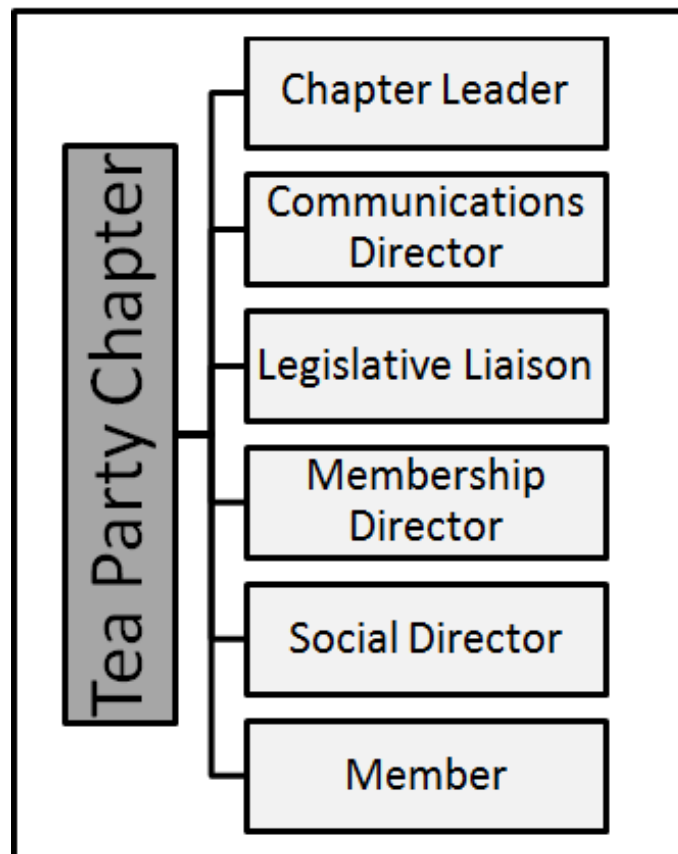 Tea Party Chapter
Chapter Leader
Communications
Director
Legislative Liaison
Membership
Director
Social Director
Member